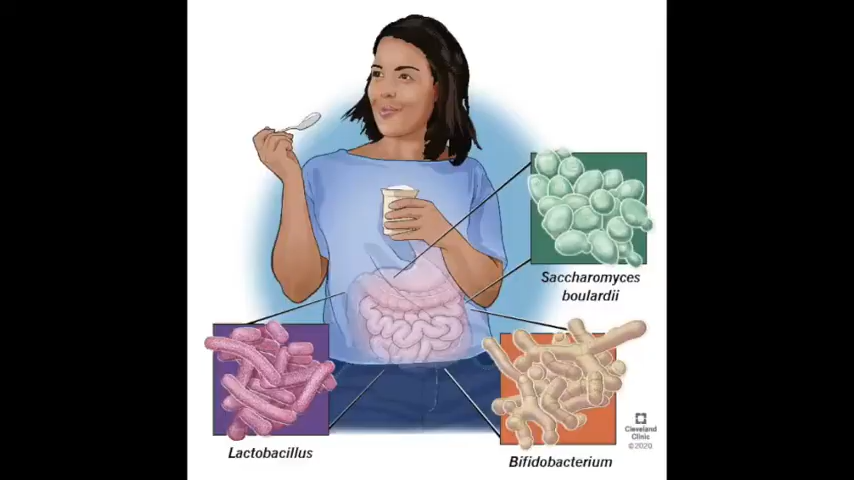 Saccharomyces
boulardii
Lactobacillus
Bifidobacterium
Cleveland
Clinic
©2020